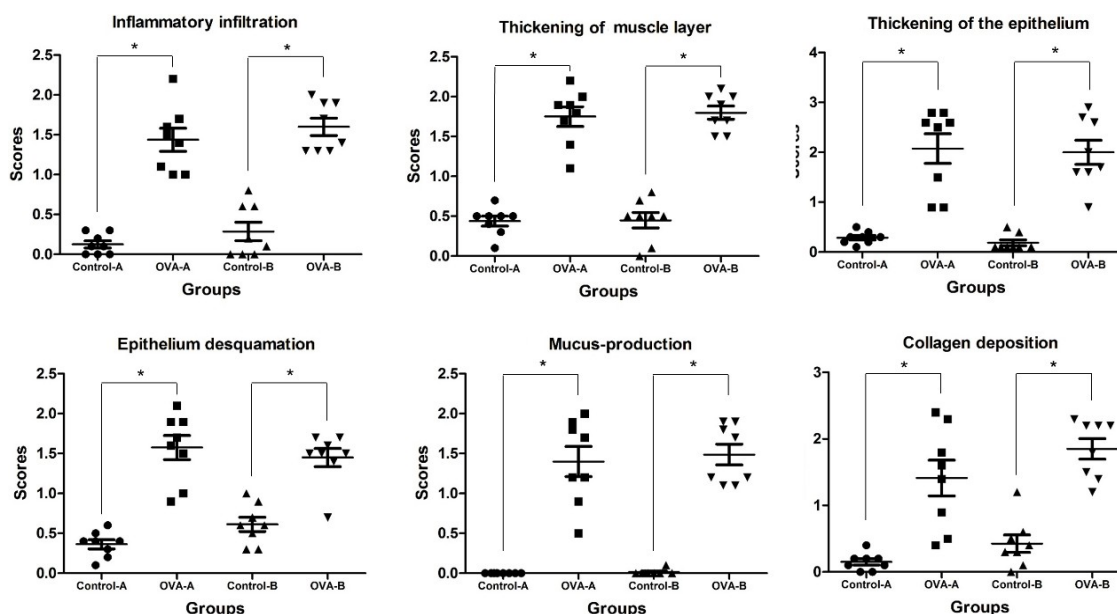 Inflammatory infiltration
*
*
2.5
2.0
1.5
1.0
0.5
0.0
Scores
Control-A OVA-A Control-B OVA-B
Groups
Thickening of muscle layer
*
*
2.5
2.0
1.5
1.0
0.5
0.0
Scores
Control-A OVA-A Control-B OVA-B
Groups
Thickening of the epithelium
*
*
4
3
2
1
0
Control-A OVA-A Control-B OVA-B
Groups
Epithelium desquamation
*
*
2.5
2.0
1.5
1.0
0.5
0.0
Scores
Control-A OVA-A Control-B OVA-B
Groups
Mucus-production
*
*
2.5
2.0
1.5
1.0
0.5
0.0
Scores
Control-A OVA-A Control-B OVA-B
Groups
Collagen deposition
*
*
3
2
1
0
Scores
Control-A OVA-A Control-B OVA-B
Groups